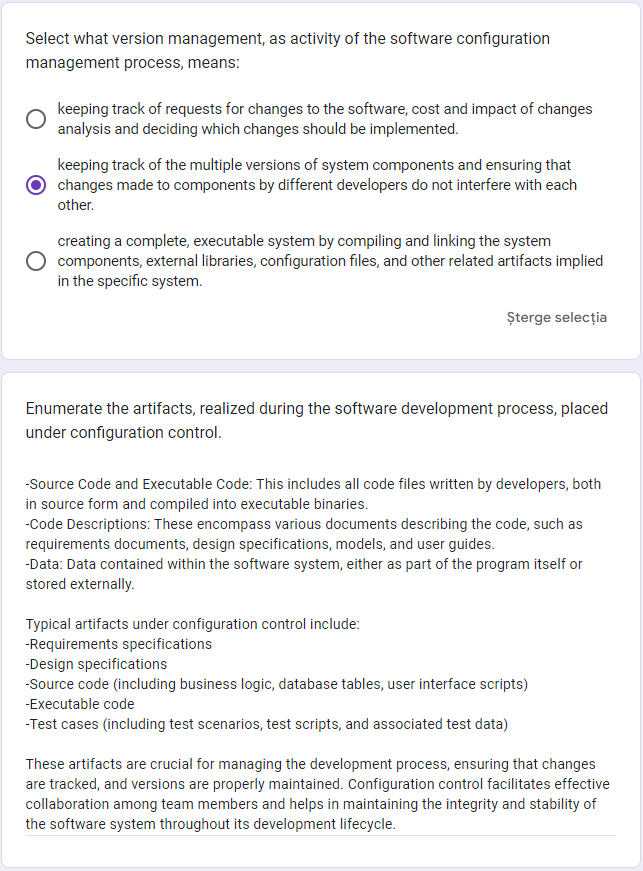 Select what version management, as activity of the software configuration
management process, means:
keeping track of requests for changes to the software, cost and impact of changes
analysis and deciding which changes should be implemented.
keeping track of the multiple versions of system components and ensuring that
changes made to components by different developers do not interfere with each
other.
creating a complete, executable system by compiling and linking the system
components, external libraries, configuration files, and other related artifacts implied
in the specific system.
Șterge selecția
Enumerate the artifacts, realized during the software development process, placed
under configuration control.
-Source Code and Executable Code: This includes all code files written by developers, both
in source form and compiled into executable binaries.
-Code Descriptions: These encompass various documents describing the code, such as
requirements documents, design specifications, models, and user guides.
-Data: Data contained within the software system, either as part of the program itself or
stored externally.
Typical artifacts under configuration control include:
-Requirements specifications
-Design specifications
-Source code (including business logic, database tables, user interface scripts)
-Executable code
-Test cases (including test scenarios, test scripts, and associated test data)
These artifacts are crucial for managing the development process, ensuring that changes
are tracked, and versions are properly maintained. Configuration control facilitates effective
collaboration among team members and helps in maintaining the integrity and stability of
the software system throughout its development lifecycle.